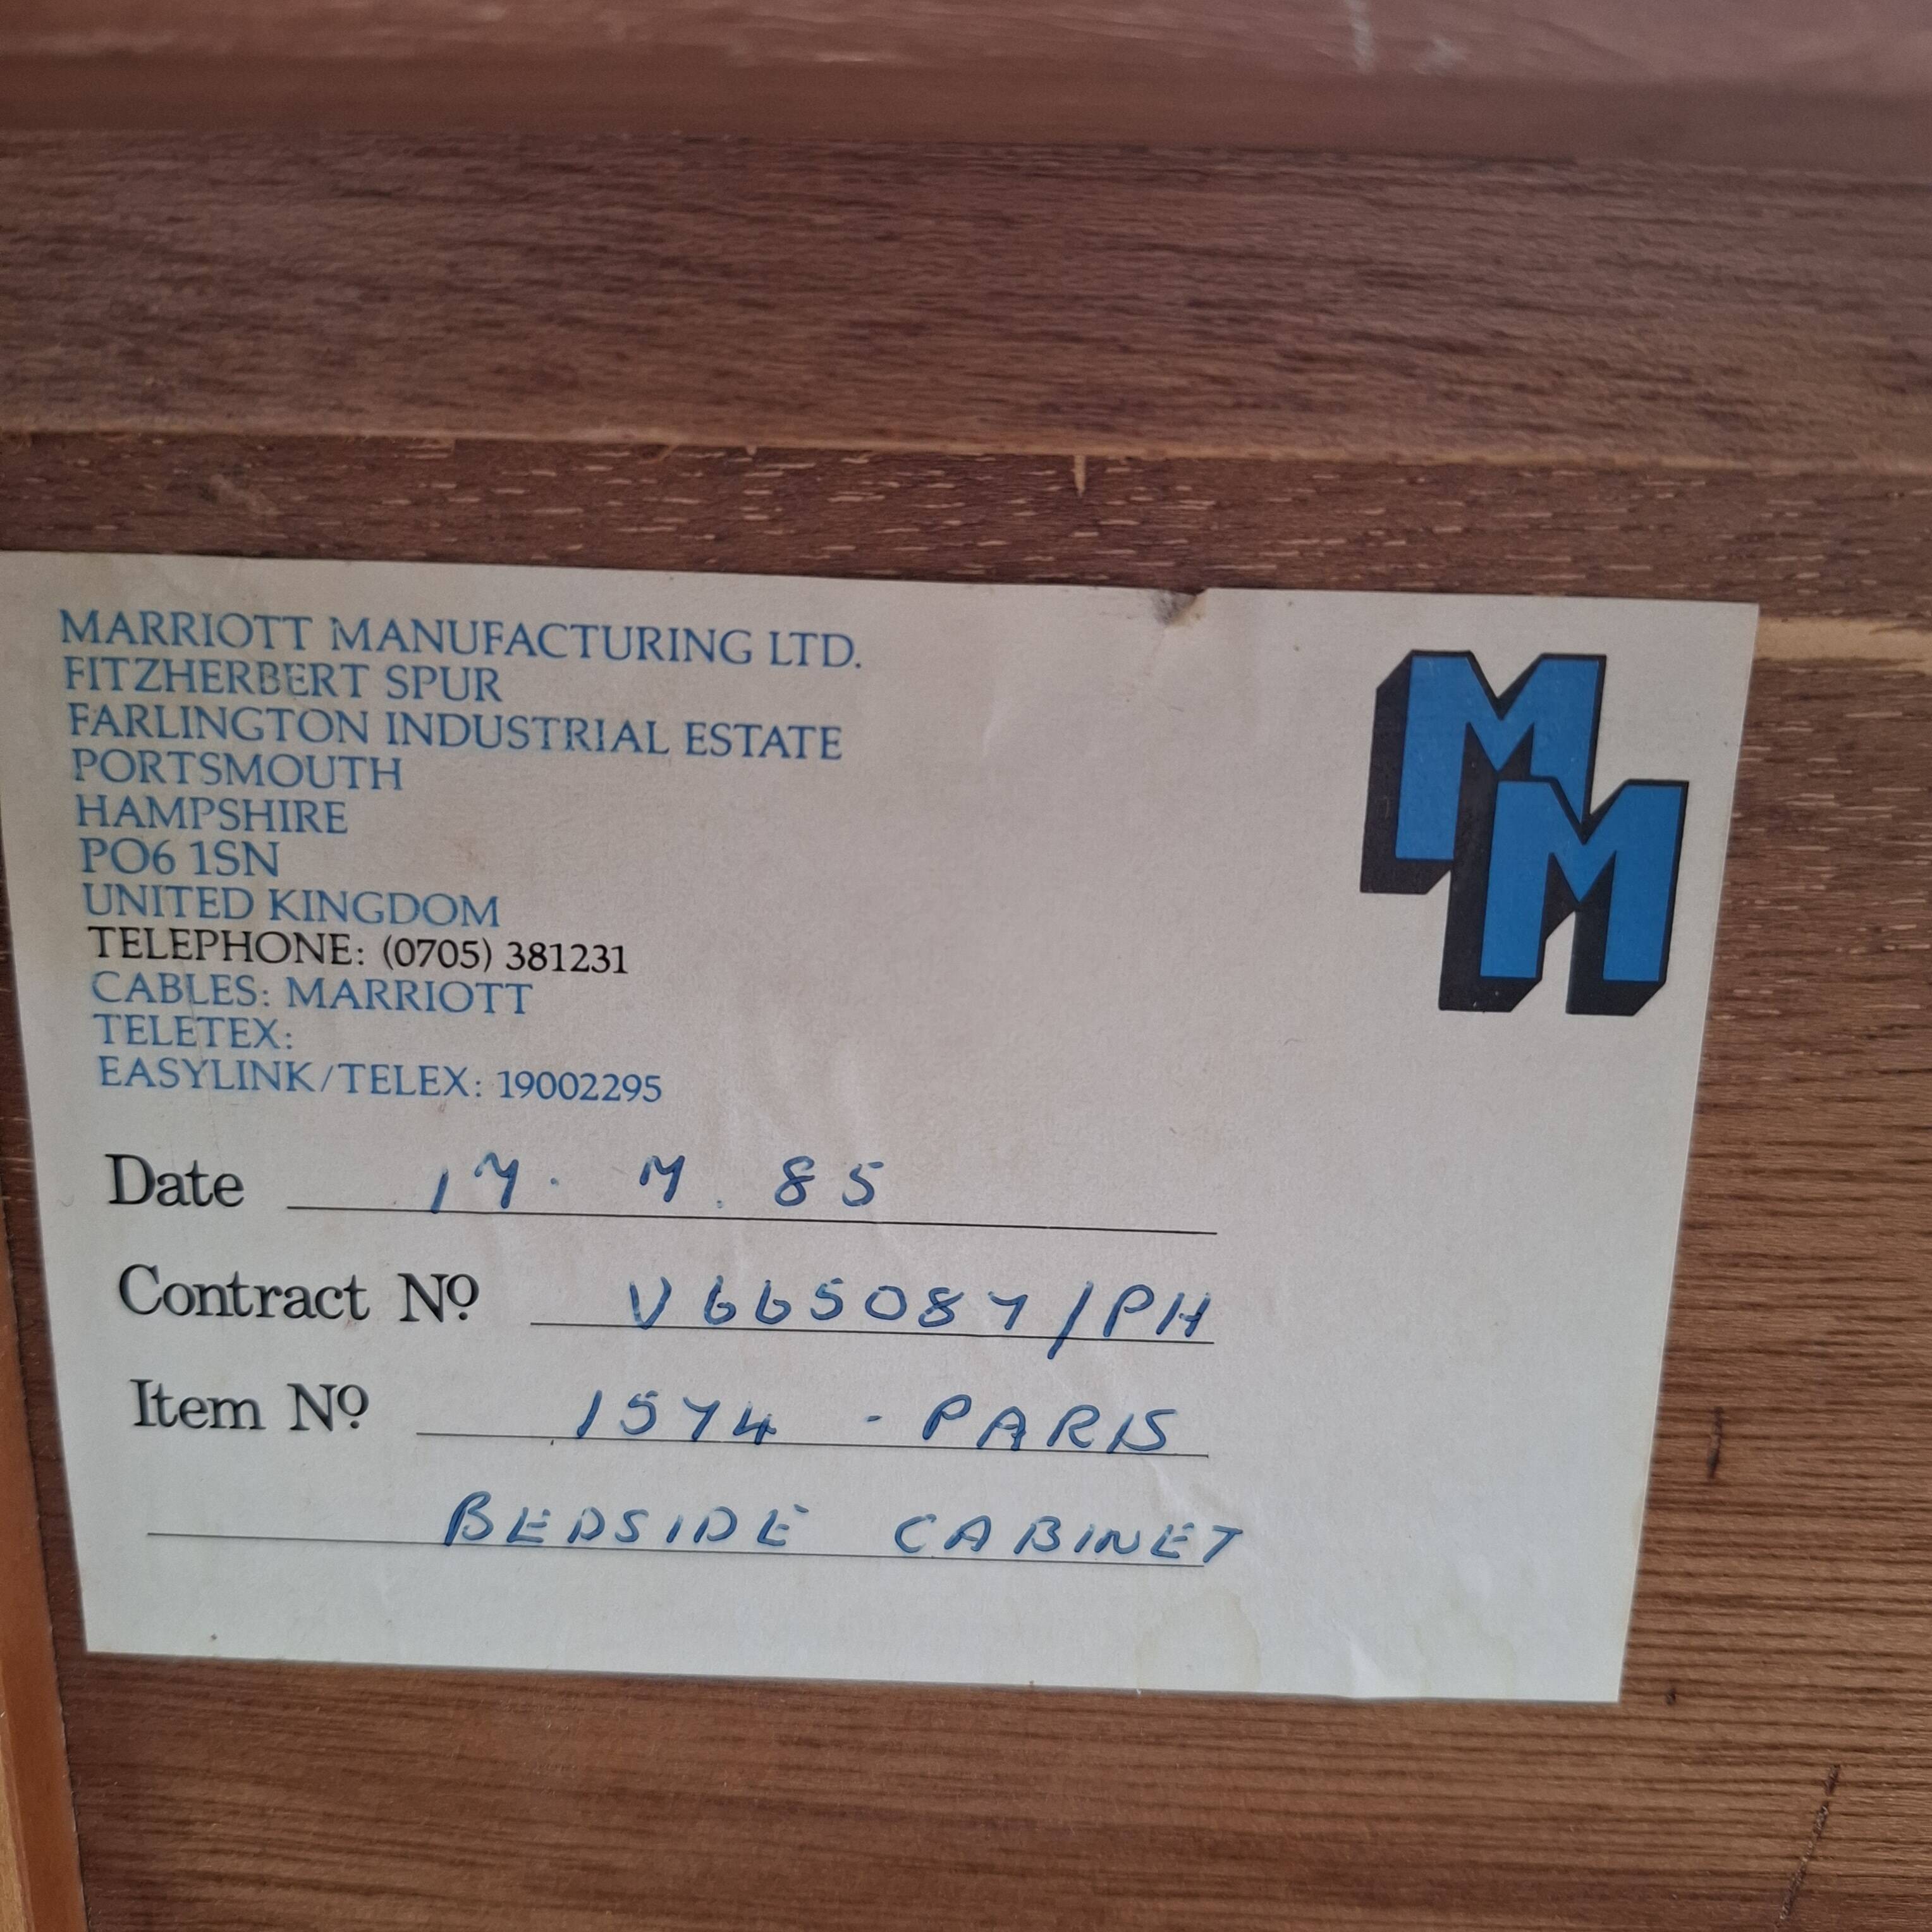 MARRIOTT MANUFACTURING LTD.
FITZHERBERT SPUR
FARLINGTON INDUSTRIAL ESTATE
PORTSMOUTH
HAMPSHIRE
PO6 1SN
UNITED KINGDOM
TELEPHONE: (0705) 381231
CABLES: MARRIOTT
TELETEX:
EASYLINK/TELEX: 19002295
MM
Date 17. 7. 85
Contract No V665087/PH
Item No 1574 - PARIS
BEDSIDE CABINET